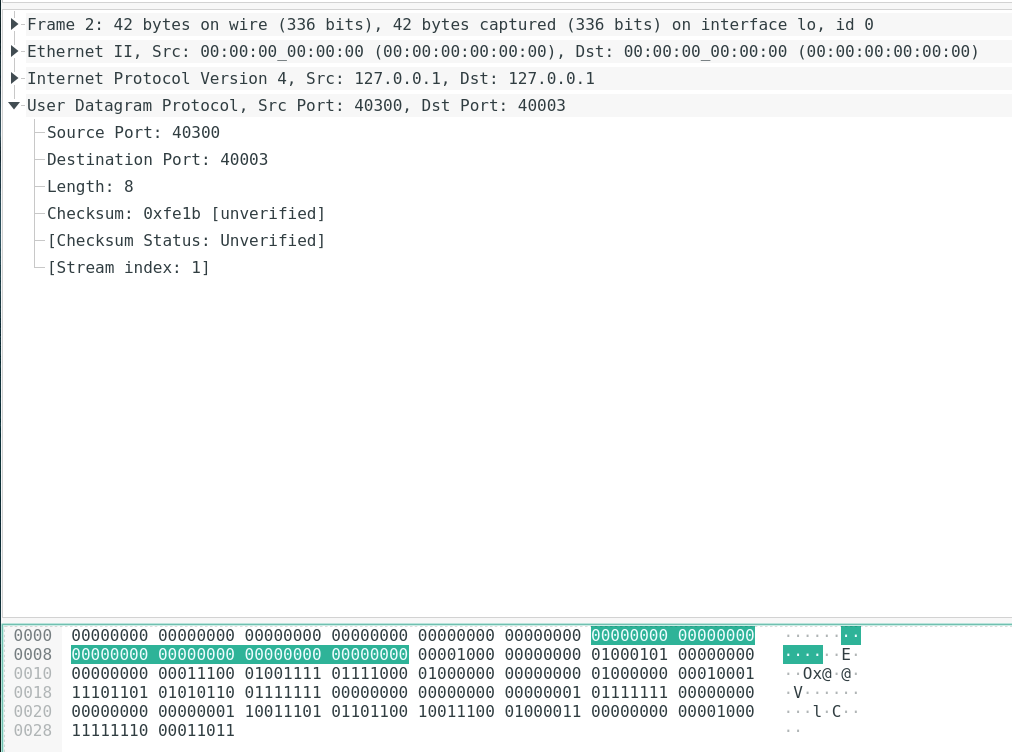 Frame 2: 42 bytes on wire (336 bits), 42 bytes captured (336 bits) on interface lo, id 0
Ethernet II, Src: 00:00:00_00:00:00 (00:00:00:00:00:00), Dst: 00:00:00_00:00:00 (00:00:00:00:00:00)
Internet Protocol Version 4, Src: 127.0.0.1, Dst: 127.0.0.1
User Datagram Protocol, Src Port: 40300, Dst Port: 40003
Source Port: 40300
Destination Port: 40003
Length: 8
Checksum: 0xfe1b [unverified]
[Checksum Status: Unverified]
[Stream index: 1]
0000 00000000 00000000 00000000 00000000 00000000 00000000 00000000 00000000 ········
0008 00000000 00000000 00000000 00000000 00001000 00000000 01000101 00000000 ······E·
0010 00000000 00011100 01001111 01111000 01000000 00000000 01000000 00010001 ··Ox@·@·
0018 11101101 01010110 01111111 00000000 00000000 00000001 01111111 00000000 ·V······
0020 00000000 00000001 10011101 01101100 10011100 01000011 00000000 00001000 ···l·C··
0028 11111110 00011011 ··